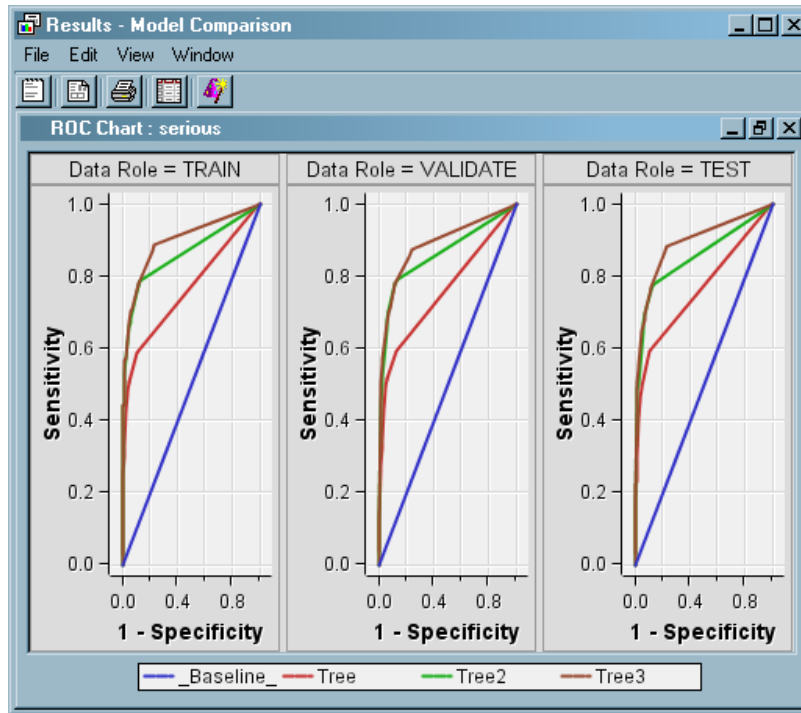 Results - Model Comparison
File Edit View Window
ROC Chart : serious
Data Role = TRAIN
1.0
0.8
0.6
0.4
0.2
0.0
Sensitivity
0.0 0.4 0.8
1 - Specificity
Data Role = VALIDATE
1.0
0.8
0.6
0.4
0.2
0.0
Sensitivity
0.0 0.4 0.8
1 - Specificity
Data Role = TEST
1.0
0.8
0.6
0.4
0.2
0.0
Sensitivity
0.0 0.4 0.8
1 - Specificity
_Baseline_ Tree Tree2 Tree3